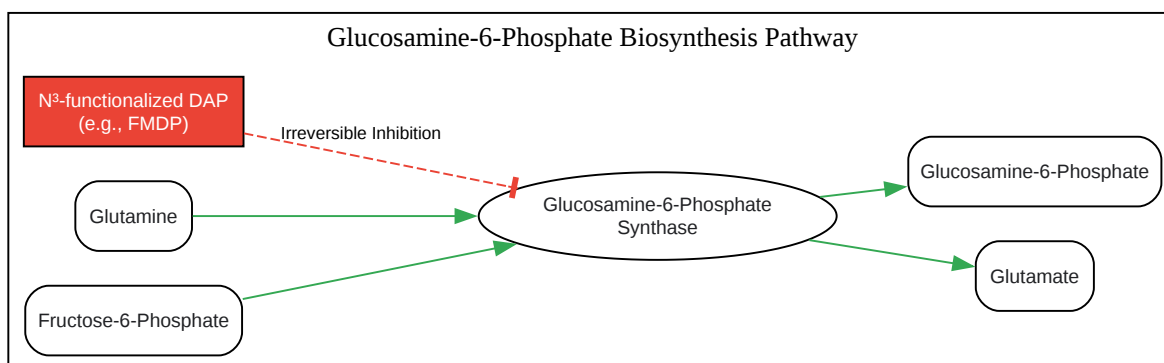 Glucosamine-6-Phosphate Biosynthesis Pathway
N³-functionalized DAP
(e.g., FMDP)
Irreversible Inhibition
Glutamine
Fructose-6-Phosphate
Glucosamine-6-Phosphate
Synthase
Glucosamine-6-Phosphate
Glutamate